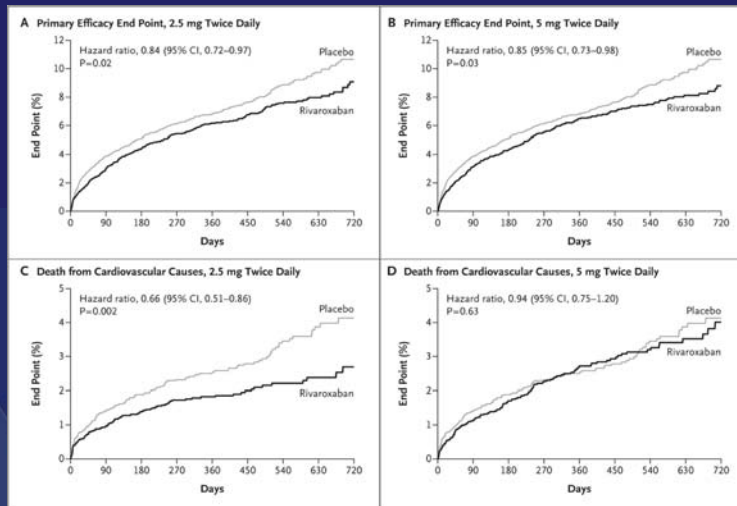 A Primary Efficacy End Point, 2.5 mg Twice Daily
Hazard ratio, 0.84 (95% CI, 0.72–0.97)
P=0.02
Placebo
Rivaroxaban
End Point (%)
12
10
8
6
4
2
0
0 90 180 270 360 450 540 630 720
Days
B Primary Efficacy End Point, 5 mg Twice Daily
Hazard ratio, 0.85 (95% CI, 0.73–0.98)
P=0.03
Placebo
Rivaroxaban
End Point (%)
12
10
8
6
4
2
0
0 90 180 270 360 450 540 630 720
Days
C Death from Cardiovascular Causes, 2.5 mg Twice Daily
Hazard ratio, 0.66 (95% CI, 0.51–0.86)
P=0.002
Placebo
Rivaroxaban
End Point (%)
5
4
3
2
1
0
0 90 180 270 360 450 540 630 720
Days
D Death from Cardiovascular Causes, 5 mg Twice Daily
Hazard ratio, 0.94 (95% CI, 0.75–1.20)
P=0.63
Placebo
Rivaroxaban
End Point (%)
5
4
3
2
1
0
0 90 180 270 360 450 540 630 720
Days